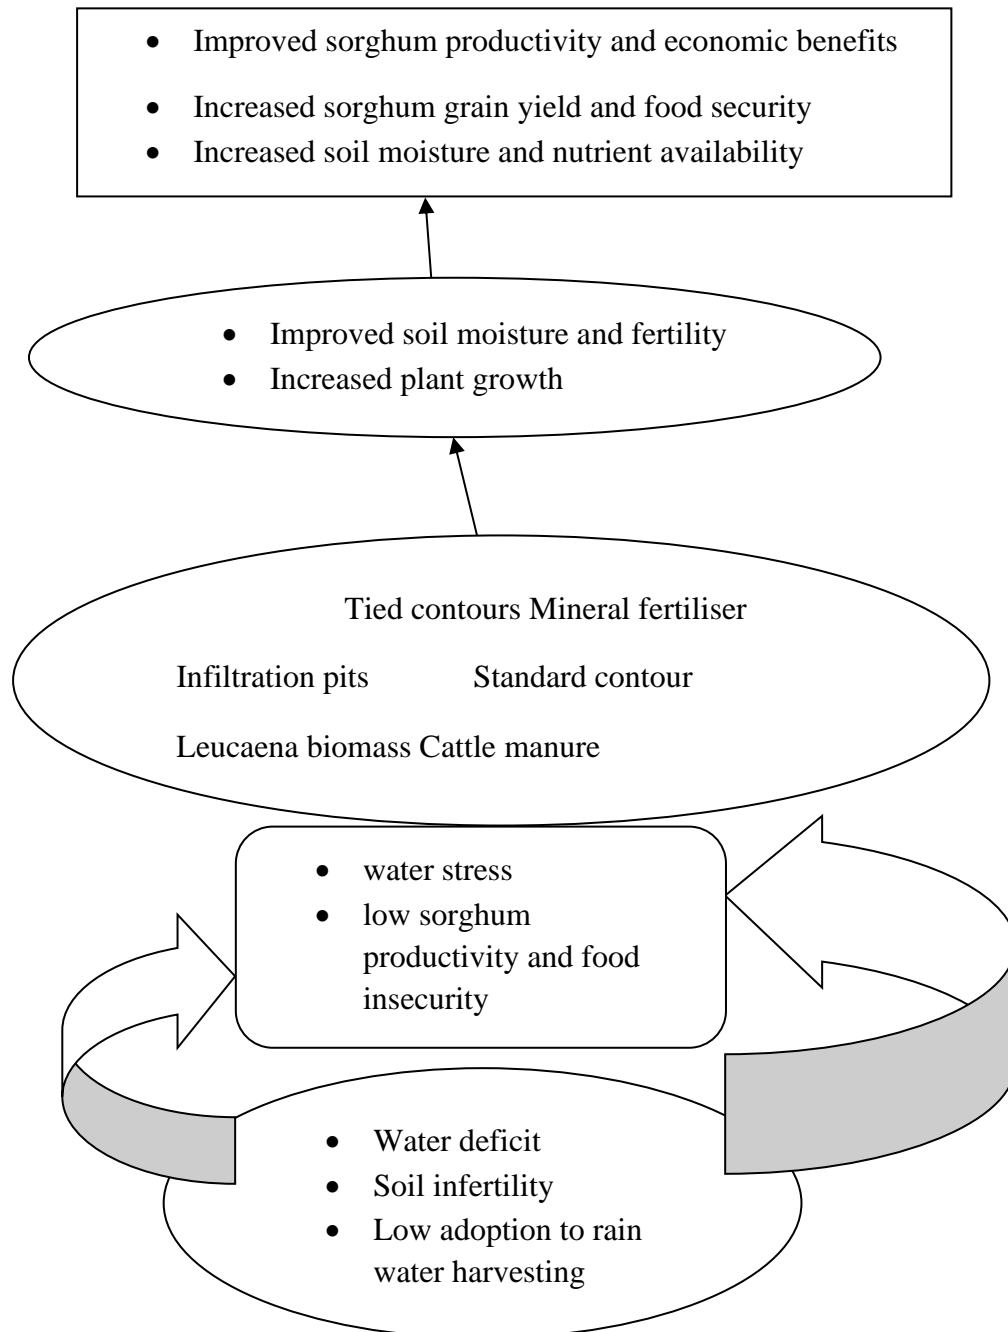 • Improved sorghum productivity and economic benefits
• Increased sorghum grain yield and food security
• Increased soil moisture and nutrient availability
• Improved soil moisture and fertility
• Increased plant growth
Tied contours Mineral fertiliser
Infiltration pits Standard contour
Leucaena biomass Cattle manure
• water stress
• low sorghum
productivity and food
insecurity
• Water deficit
• Soil infertility
• Low adoption to rain
water harvesting